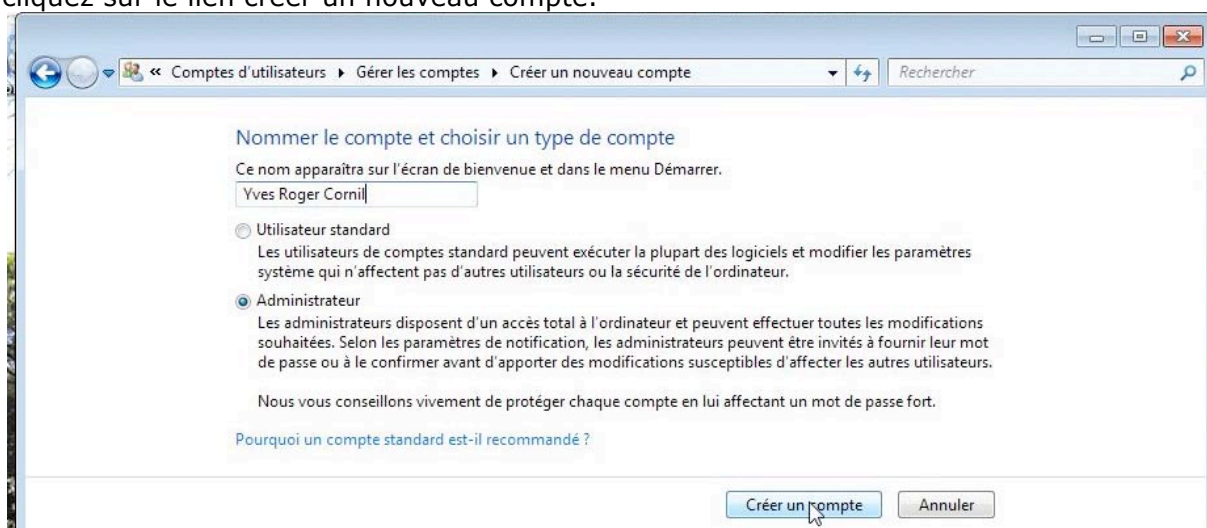 cliquez sur le lien créer un nouveau compte.
« Comptes d'utilisateurs ▸ Gérer les comptes ▸ Créer un nouveau compte
Rechercher
Nommer le compte et choisir un type de compte
Ce nom apparaîtra sur l'écran de bienvenue et dans le menu Démarrer.
Yves Roger Cornil
Utilisateur standard
Les utilisateurs de comptes standard peuvent exécuter la plupart des logiciels et modifier les paramètres
système qui n'affectent pas d'autres utilisateurs ou la sécurité de l'ordinateur.
Administrateur
Les administrateurs disposent d'un accès total à l'ordinateur et peuvent effectuer toutes les modifications
souhaitées. Selon les paramètres de notification, les administrateurs peuvent être invités à fournir leur mot
de passe ou à le confirmer avant d'apporter des modifications susceptibles d'affecter les autres utilisateurs.
Nous vous conseillons vivement de protéger chaque compte en lui affectant un mot de passe fort.
Pourquoi un compte standard est-il recommandé ?
Créer un compte
Annuler